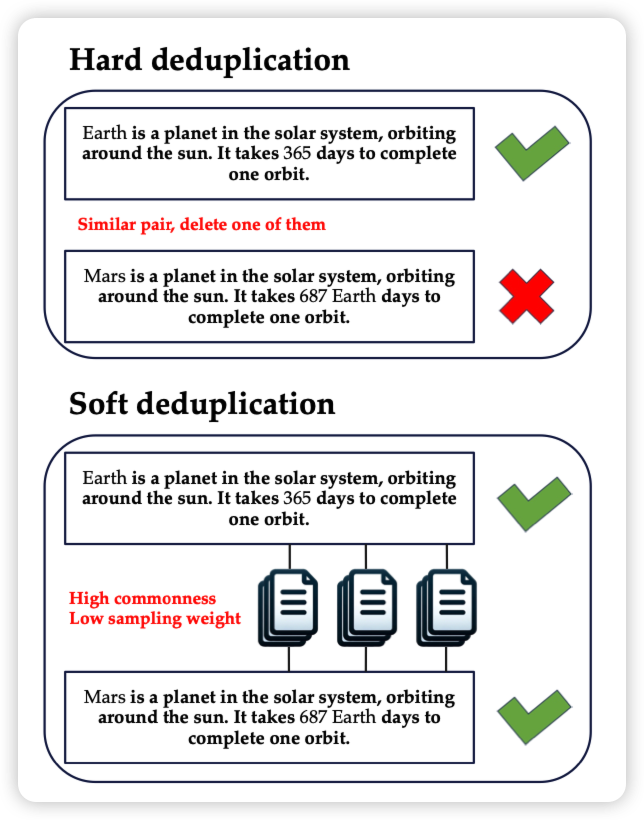 Hard deduplication
Earth is a planet in the solar system, orbiting
around the sun. It takes 365 days to complete
one orbit.
Similar pair, delete one of them
Mars is a planet in the solar system, orbiting
around the sun. It takes 687 Earth days to
complete one orbit.
Soft deduplication
Earth is a planet in the solar system, orbiting
around the sun. It takes 365 days to complete
one orbit.
High commonness
Low sampling weight
Mars is a planet in the solar system, orbiting
around the sun. It takes 687 Earth days to
complete one orbit.